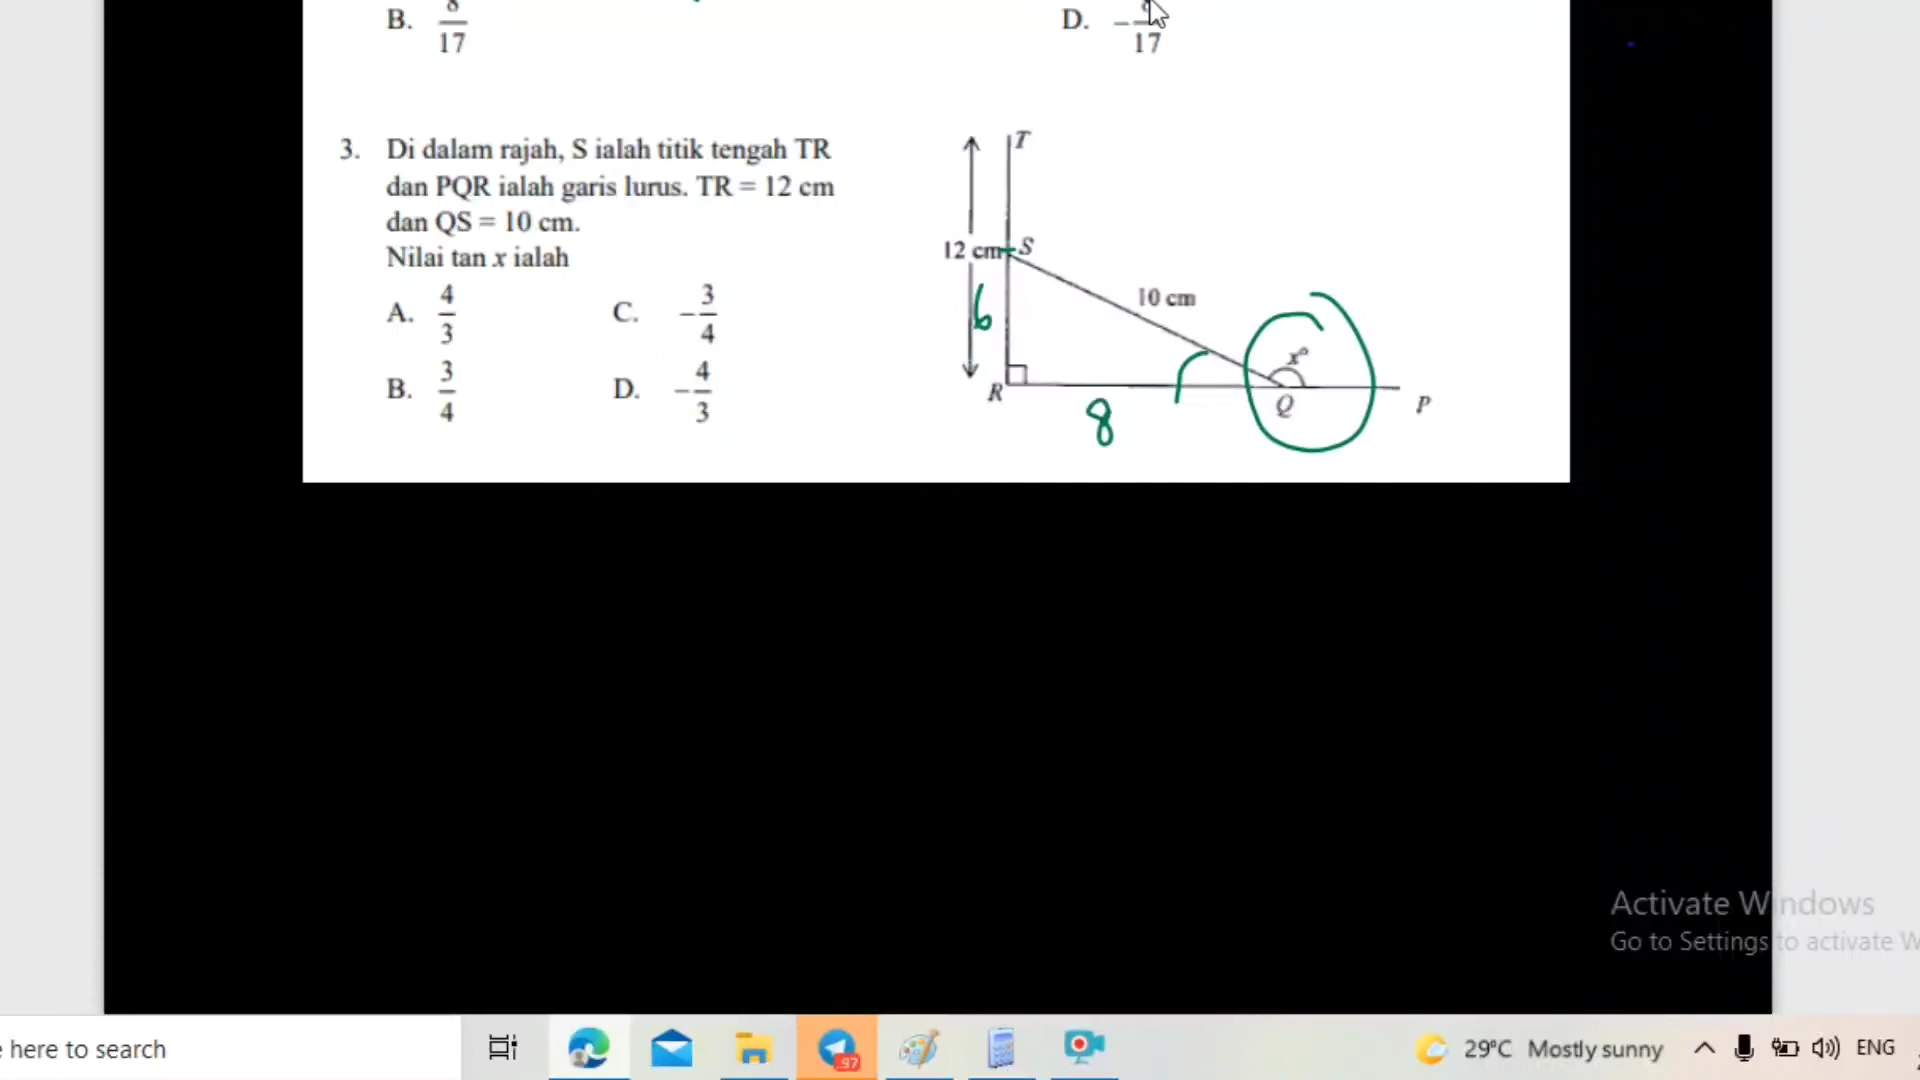 B. 8/17
D. -
17
3. Di dalam rajah, S ialah titik tengah TR
dan PQR ialah garis lurus. TR = 12 cm
dan QS = 10 cm.
Nilai tan x ialah
A. 4/3
C. -3/4
B. 3/4
D. -4/3
T
12 cm
S
6
10 cm
x°
R
8
Q
P
Activate Windows
Go to Settings to activate W
here to search
97
29°C Mostly sunny
ENG